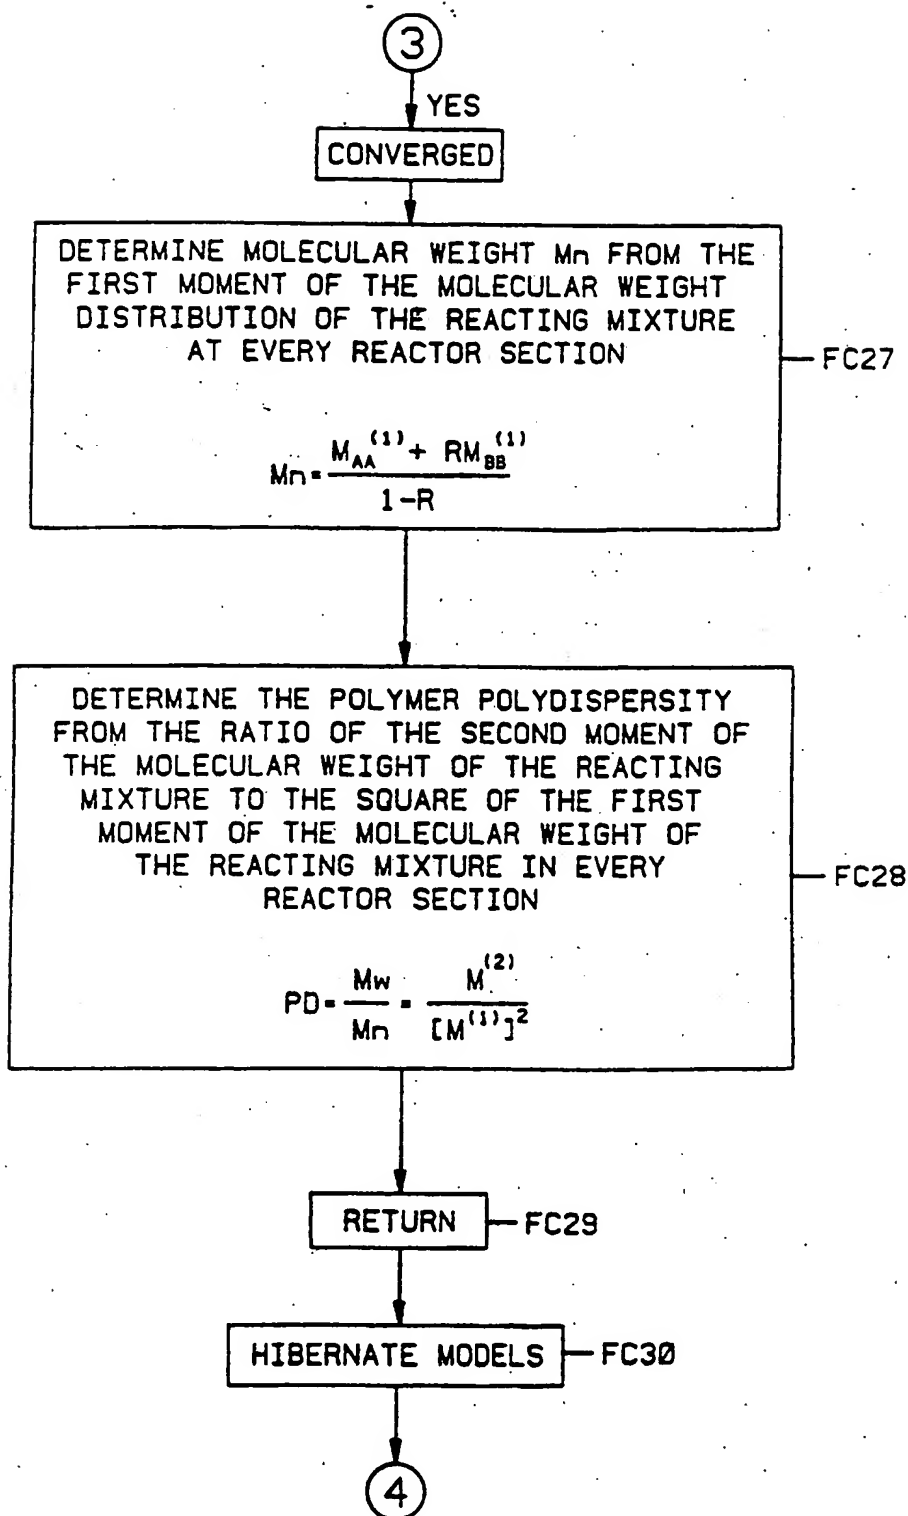 3
YES
CONVERGED
DETERMINE MOLECULAR WEIGHT Mn FROM THE
FIRST MOMENT OF THE MOLECULAR WEIGHT
DISTRIBUTION OF THE REACTING MIXTURE
AT EVERY REACTOR SECTION
FC27
Mn = (M_AA^(1) + RM_BB^(1)) / (1-R)
DETERMINE THE POLYMER POLYDISPERSITY
FROM THE RATIO OF THE SECOND MOMENT OF
THE MOLECULAR WEIGHT OF THE REACTING
MIXTURE TO THE SQUARE OF THE FIRST
MOMENT OF THE MOLECULAR WEIGHT OF
THE REACTING MIXTURE IN EVERY
REACTOR SECTION
FC28
PD = Mw / Mn = M^(2) / [M^(1)]^2
RETURN
FC29
HIBERNATE MODELS
FC30
4